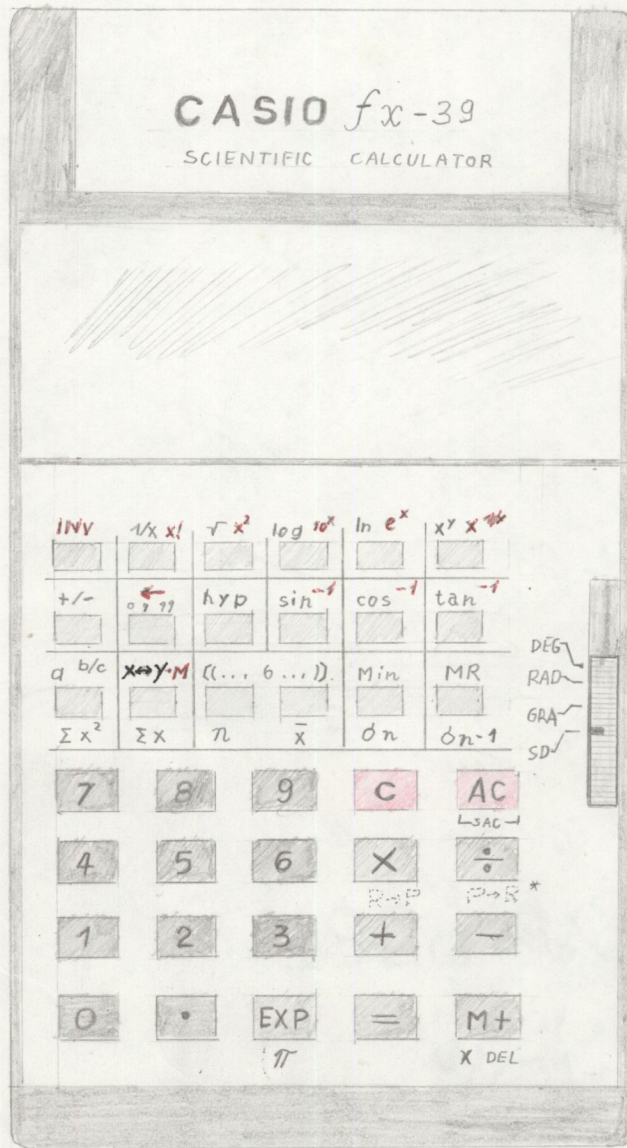 CASIO fx-39
SCIENTIFIC CALCULATOR
INV 1/x x! √ x² log 10ˣ ln eˣ xʸ x¹/ʸ
+/- ← ° ' '' hyp sin⁻¹ cos⁻¹ tan⁻¹
a b/c X↔Y·M [(... 6 ...)] Min MR
Σx² Σx n x̄ σn σn-1
DEG
RAD
GRA
SD
7 8 9 C AC
SAC
4 5 6 × ÷
R→P P→R *
1 2 3 + −
0 · EXP = M+
π X DEL